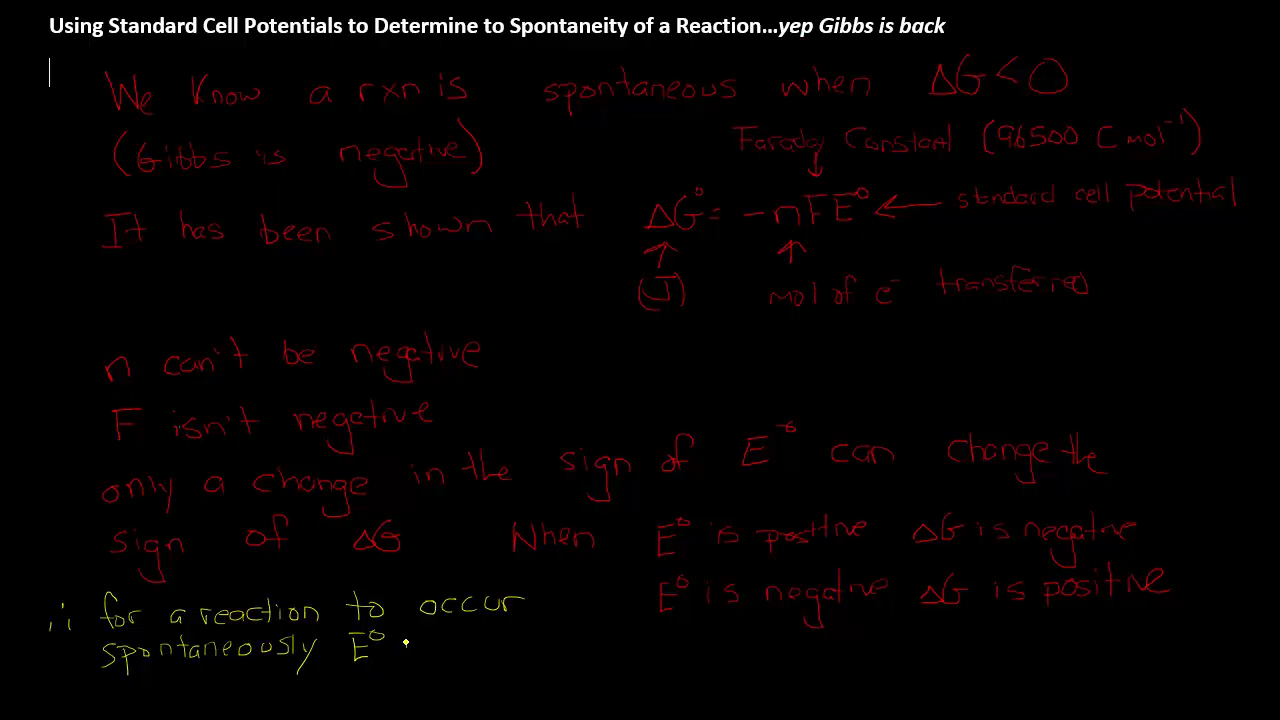 Using Standard Cell Potentials to Determine to Spontaneity of a Reaction...yep Gibbs is back
We know a rxn is spontaneous when ΔG < 0
(Gibbs is negative)
Faraday Constant (96500 C mol⁻¹)
It has been shown that ΔG° = -nFE° ← standard cell potential
(J) mol of e⁻ transferred
n can't be negative
F isn't negative
only a change in the sign of E° can change the
sign of ΔG When E° is positive ΔG is negative
E° is negative ΔG is positive
∴ for a reaction to occur
spontaneously E°